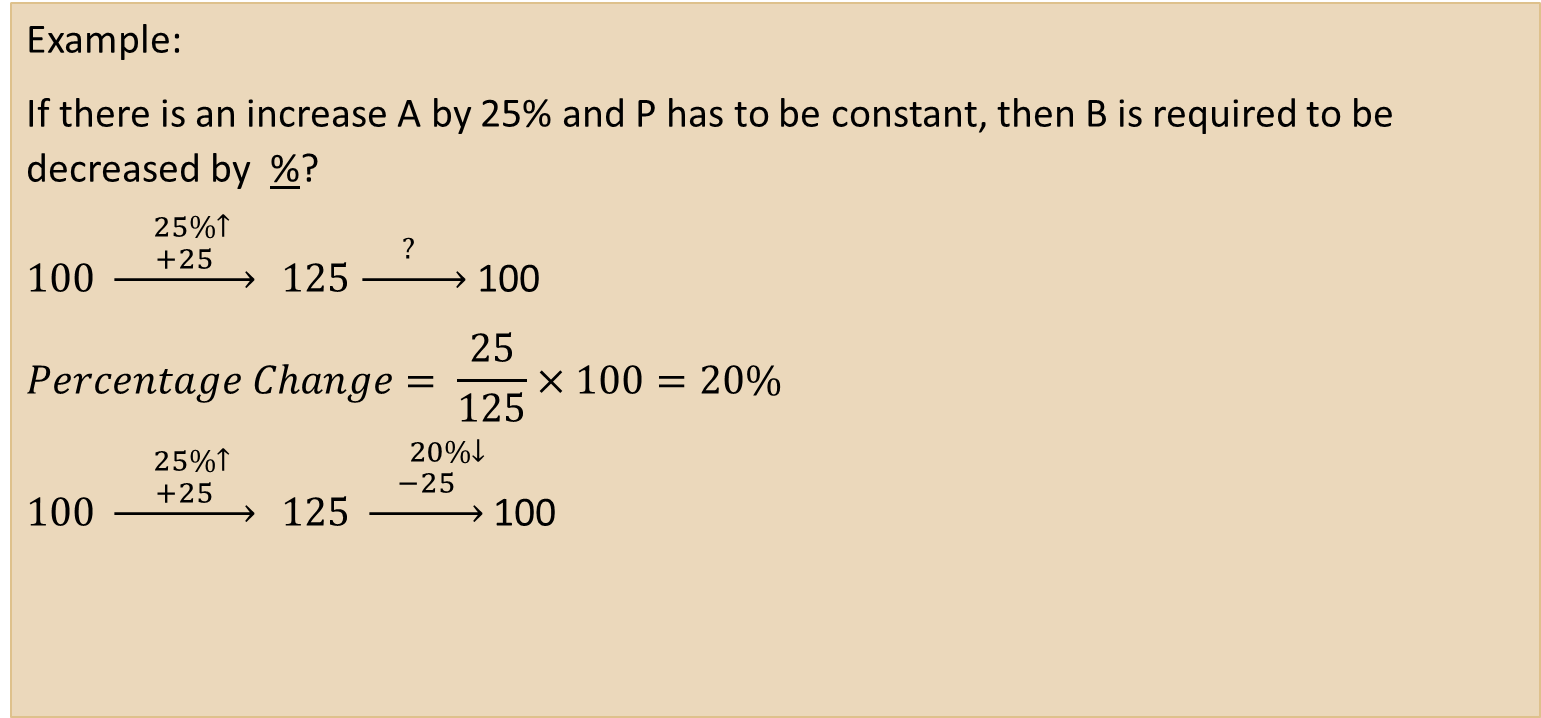 Example:
If there is an increase A by 25% and P has to be constant, then B is required to be
decreased by %?
25%↑
+25
?
100 ⟶ 125 ⟶ 100
Percentage Change = 25/125 × 100 = 20%
25%↑ 20%↓
+25 −25
100 ⟶ 125 ⟶ 100